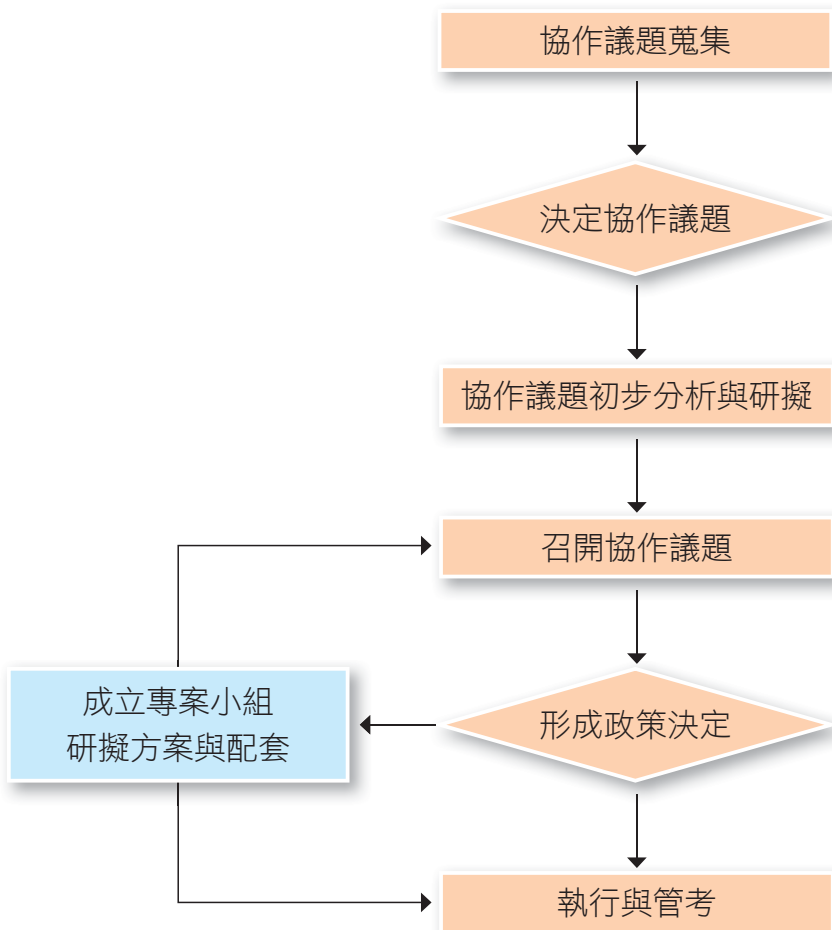 協作議題蒐集
決定協作議題
協作議題初步分析與研擬
召開協作議題
形成政策決定
成立專案小組
研擬方案與配套
執行與管考